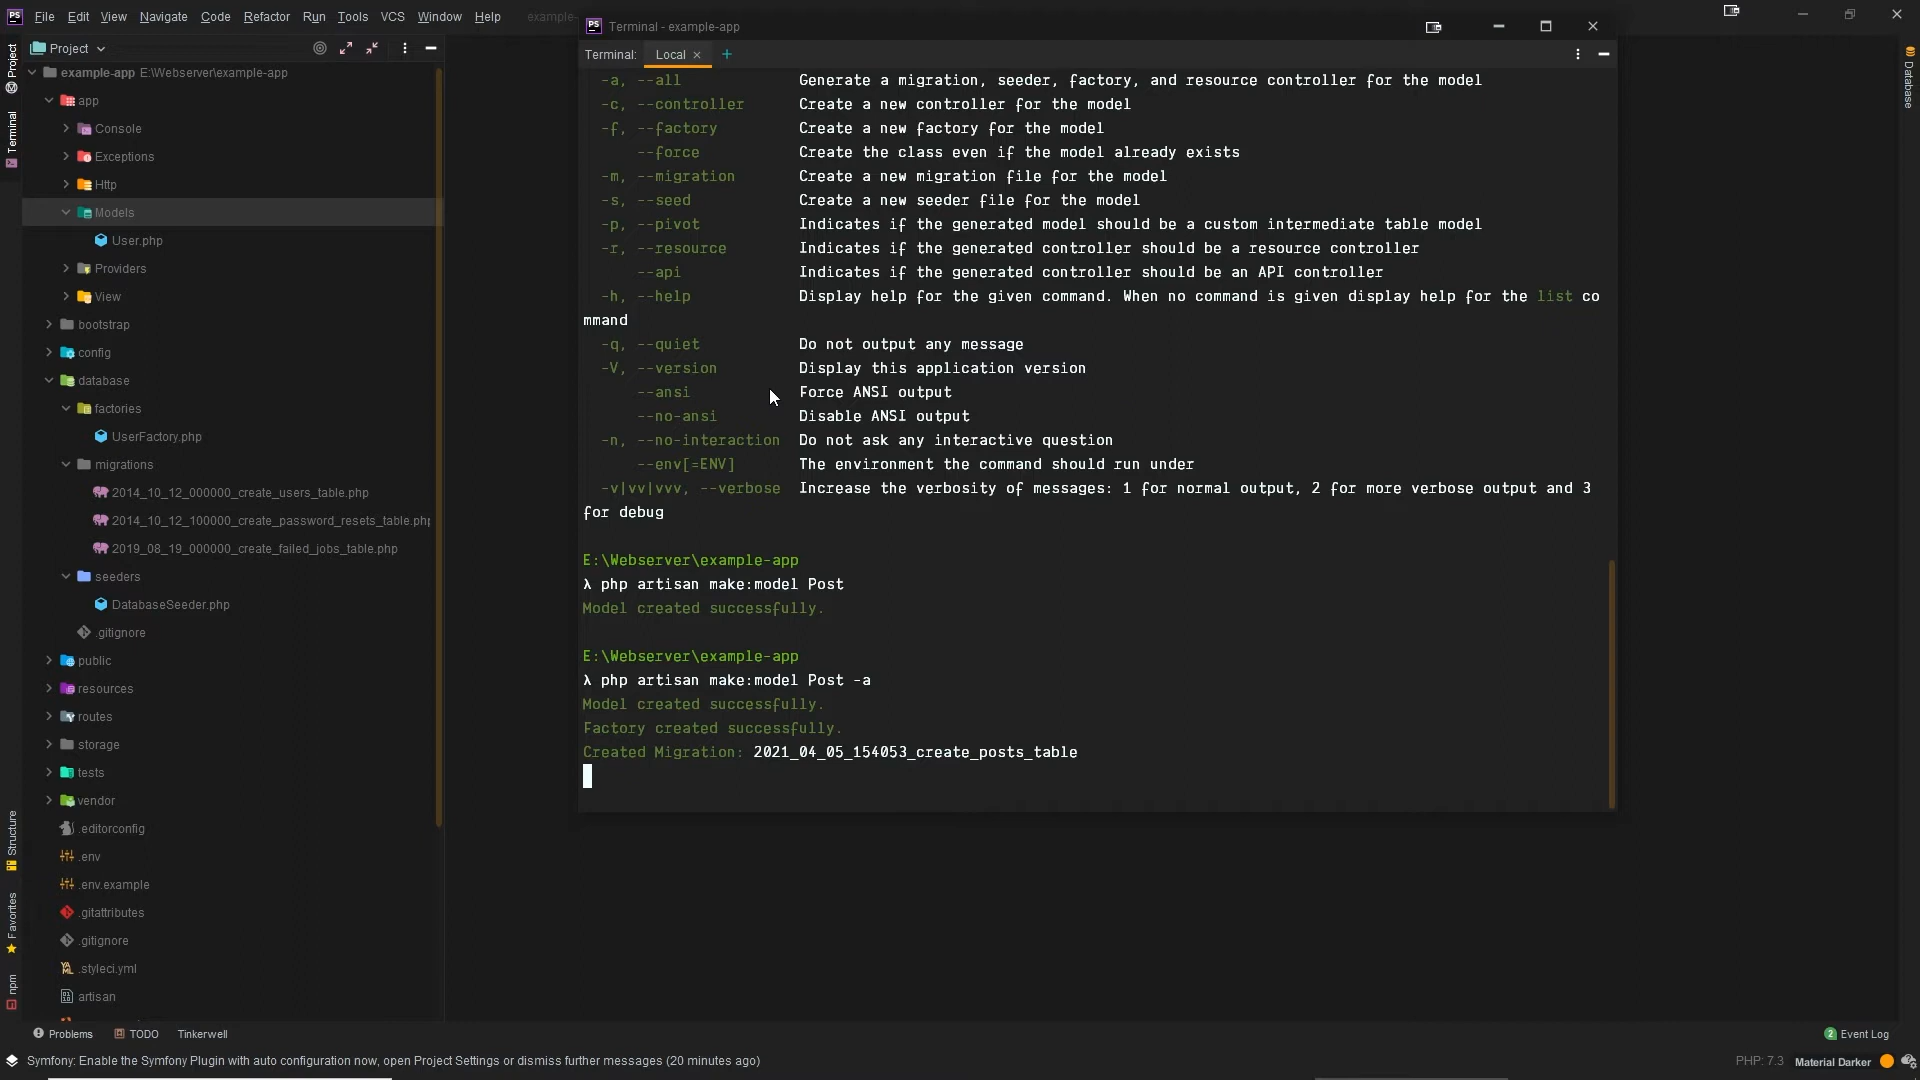 File Edit View Navigate Code Refactor Run Tools VCS Window Help example-
Terminal - example-app
Project
Terminal: Local × +
example-app E:\Webserver\example-app
app
Console
Exceptions
Http
Models
User.php
Providers
View
bootstrap
config
database
factories
UserFactory.php
migrations
2014_10_12_000000_create_users_table.php
2014_10_12_100000_create_password_resets_table.php
2019_08_19_000000_create_failed_jobs_table.php
seeders
DatabaseSeeder.php
.gitignore
public
resources
routes
storage
tests
vendor
.editorconfig
.env
.env.example
.gitattributes
.gitignore
.styleci.yml
artisan
-a, --all Generate a migration, seeder, factory, and resource controller for the model
-c, --controller Create a new controller for the model
-f, --factory Create a new factory for the model
--force Create the class even if the model already exists
-m, --migration Create a new migration file for the model
-s, --seed Create a new seeder file for the model
-p, --pivot Indicates if the generated model should be a custom intermediate table model
-r, --resource Indicates if the generated controller should be a resource controller
--api Indicates if the generated controller should be an API controller
-h, --help Display help for the given command. When no command is given display help for the list co
mmand
-q, --quiet Do not output any message
-V, --version Display this application version
--ansi Force ANSI output
--no-ansi Disable ANSI output
-n, --no-interaction Do not ask any interactive question
--env[=ENV] The environment the command should run under
-v|vv|vvv, --verbose Increase the verbosity of messages: 1 for normal output, 2 for more verbose output and 3
for debug
E:\Webserver\example-app
λ php artisan make:model Post
Model created successfully.
E:\Webserver\example-app
λ php artisan make:model Post -a
Model created successfully.
Factory created successfully.
Created Migration: 2021_04_05_154053_create_posts_table
Project
Terminal
Structure
Favorites
npm
Database
Problems TODO Tinkerwell
2 Event Log
Symfony: Enable the Symfony Plugin with auto configuration now, open Project Settings or dismiss further messages (20 minutes ago)
PHP: 7.3 Material Darker